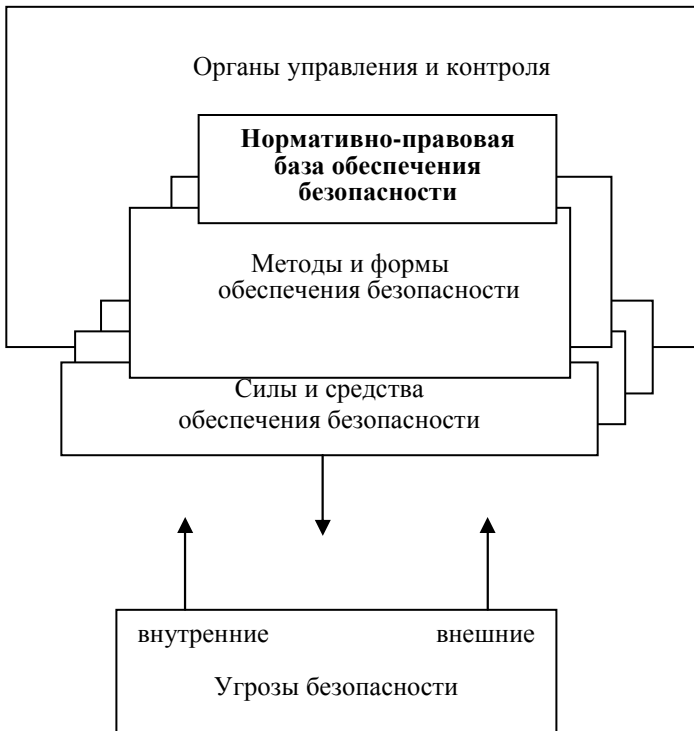 Органы управления и контроля
Нормативно-правовая
база обеспечения
безопасности
Методы и формы
обеспечения безопасности
Силы и средства
обеспечения безопасности
внутренние внешние
Угрозы безопасности